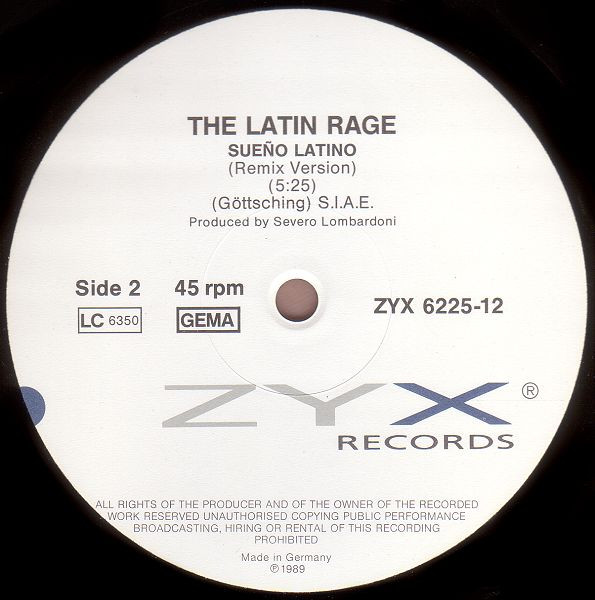 THE LATIN RAGE
SUEÑO LATINO
(Remix Version)
(5:25)
(Göttsching) S.I.A.E.
Produced by Severo Lombardoni
Side 2 45 rpm
LC 6350 GEMA ZYX 6225-12
ZYX ®
RECORDS
ALL RIGHTS OF THE PRODUCER AND OF THE OWNER OF THE RECORDED
WORK RESERVED UNAUTHORISED COPYING PUBLIC PERFORMANCE
BROADCASTING, HIRING OR RENTAL OF THIS RECORDING
PROHIBITED
Made in Germany
℗ 1989